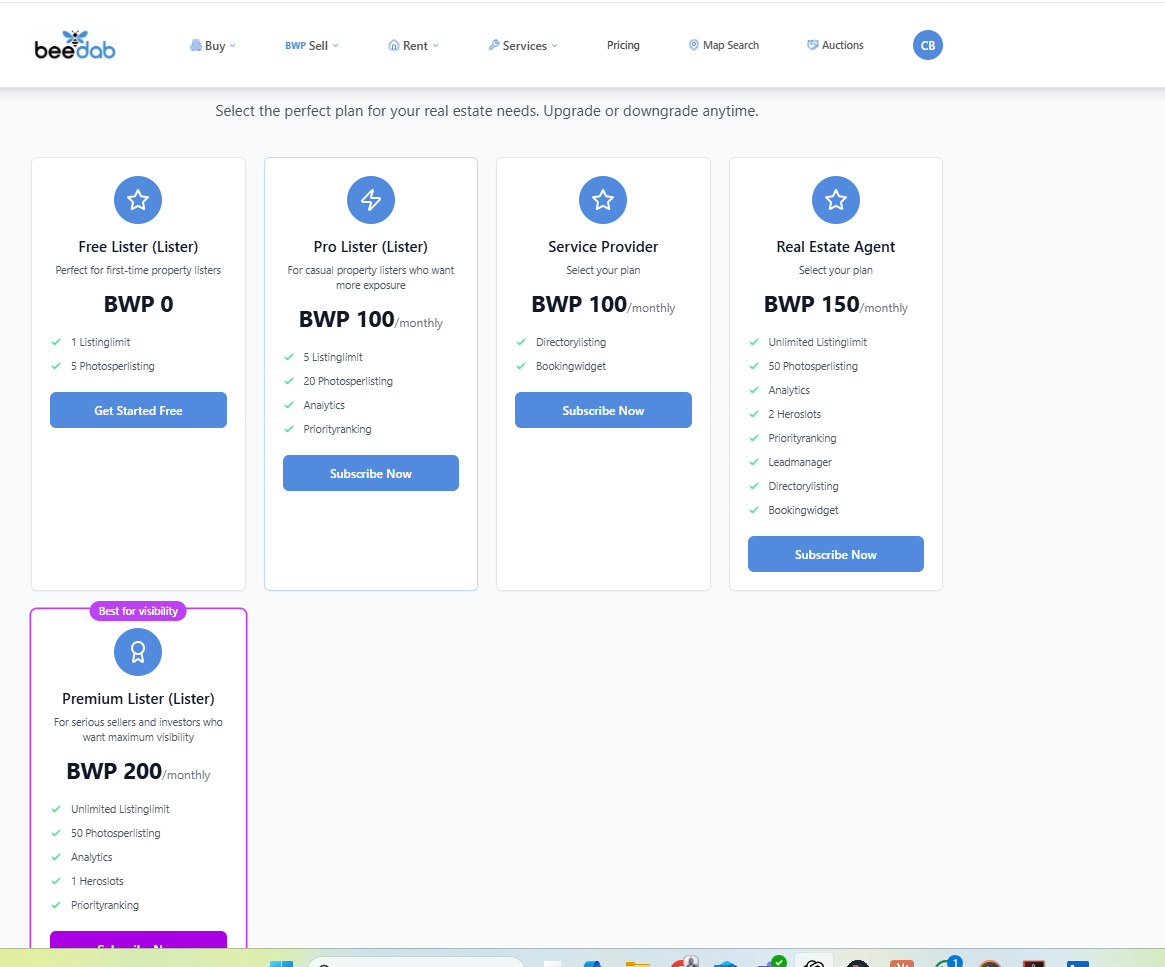 beedab
Buy
BWP Sell
Rent
Services
Pricing
Map Search
Auctions
CB
Select the perfect plan for your real estate needs. Upgrade or downgrade anytime.
Free Lister (Lister)
Perfect for first-time property listers
BWP 0
1 Listinglimit
5 Photosperlisting
Get Started Free
Pro Lister (Lister)
For casual property listers who want
more exposure
BWP 100/monthly
5 Listinglimit
20 Photosperlisting
Analytics
Priorityranking
Subscribe Now
Service Provider
Select your plan
BWP 100/monthly
Directorylisting
Bookingwidget
Subscribe Now
Real Estate Agent
Select your plan
BWP 150/monthly
Unlimited Listinglimit
50 Photosperlisting
Analytics
2 Heroslots
Priorityranking
Leadmanager
Directorylisting
Bookingwidget
Subscribe Now
Best for visibility
Premium Lister (Lister)
For serious sellers and investors who
want maximum visibility
BWP 200/monthly
Unlimited Listinglimit
50 Photosperlisting
Analytics
1 Heroslots
Priorityranking
Subscribe Now
1